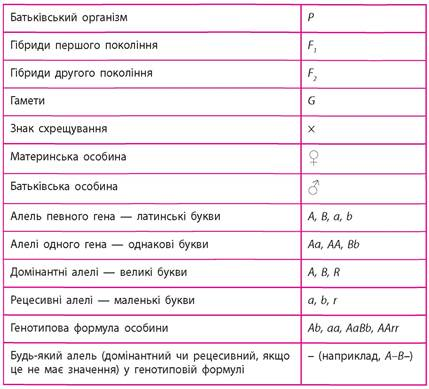 Батьківський організм P
Гібриди першого покоління F₁
Гібриди другого покоління F₂
Гамети G
Знак схрещування ×
Материнська особина ♀
Батьківська особина ♂
Алель певного гена — латинські букви A, B, a, b
Алелі одного гена — однакові букви Aa, AA, Bb
Домінантні алелі — великі букви A, B, R
Рецесивні алелі — маленькі букви a, b, r
Генотипова формула особини Ab, aa, AaBb, AArr
Будь-який алель (домінантний чи рецесивний, якщо
це не має значення) у генотиповій формулі – (наприклад, A–B–)